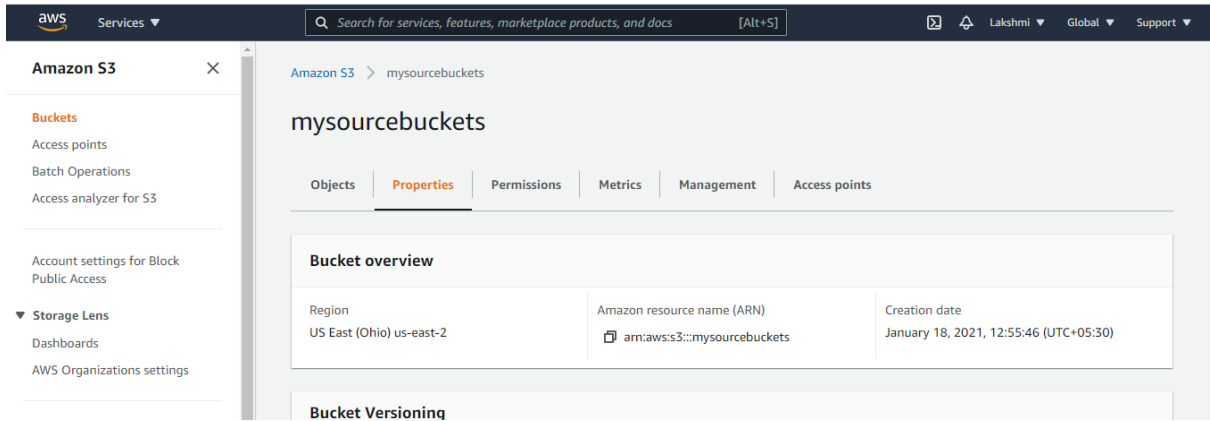 aws
Services ▼
Search for services, features, marketplace products, and docs [Alt+S]
Lakshmi ▼
Global ▼
Support ▼
Amazon S3
Buckets
Access points
Batch Operations
Access analyzer for S3
Account settings for Block
Public Access
▼ Storage Lens
Dashboards
AWS Organizations settings
Amazon S3 > mysourcebuckets
mysourcebuckets
Objects
Properties
Permissions
Metrics
Management
Access points
Bucket overview
Region
US East (Ohio) us-east-2
Amazon resource name (ARN)
arn:aws:s3:::mysourcebuckets
Creation date
January 18, 2021, 12:55:46 (UTC+05:30)
Bucket Versioning